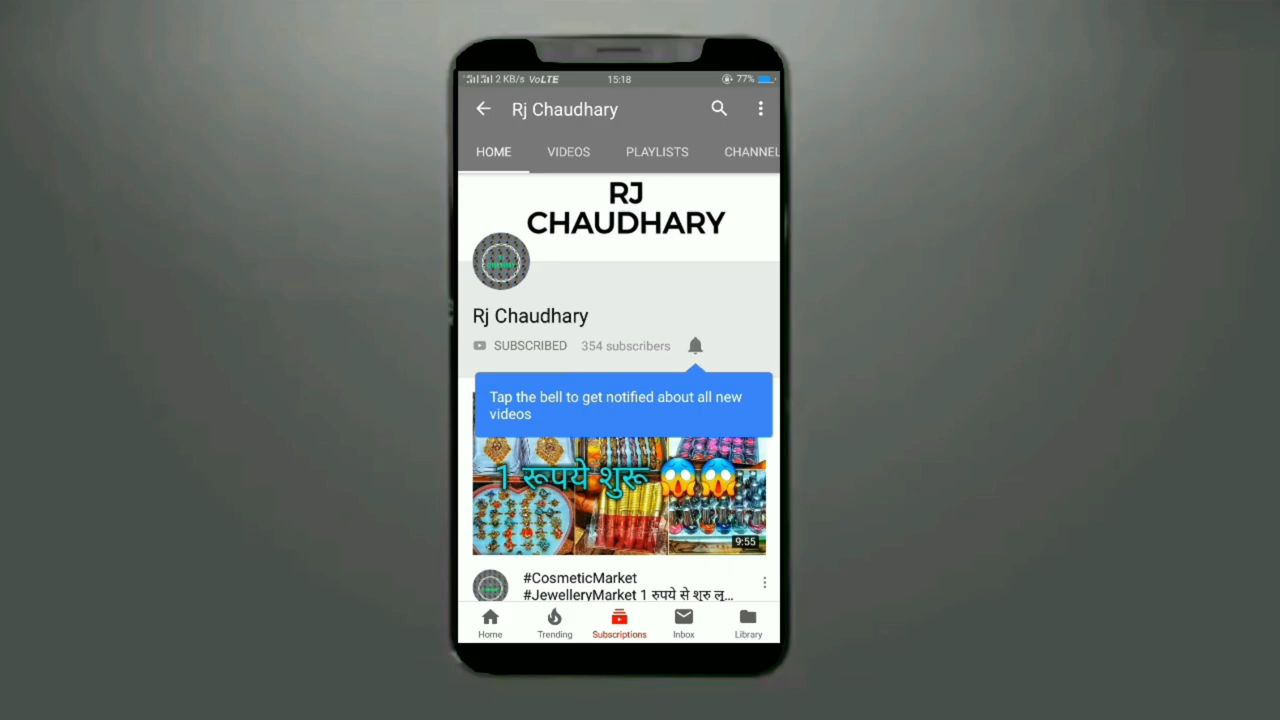 2 KB/s VoLTE 15:18 77%
Rj Chaudhary
HOME VIDEOS PLAYLISTS CHANNEL
RJ
CHAUDHARY
Rj Chaudhary
SUBSCRIBED 354 subscribers
Tap the bell to get notified about all new
videos
1 रूपये शुरू
9:55
#CosmeticMarket
#JewelleryMarket 1 रुपये से शुरु लू...
Home Trending Subscriptions Inbox Library